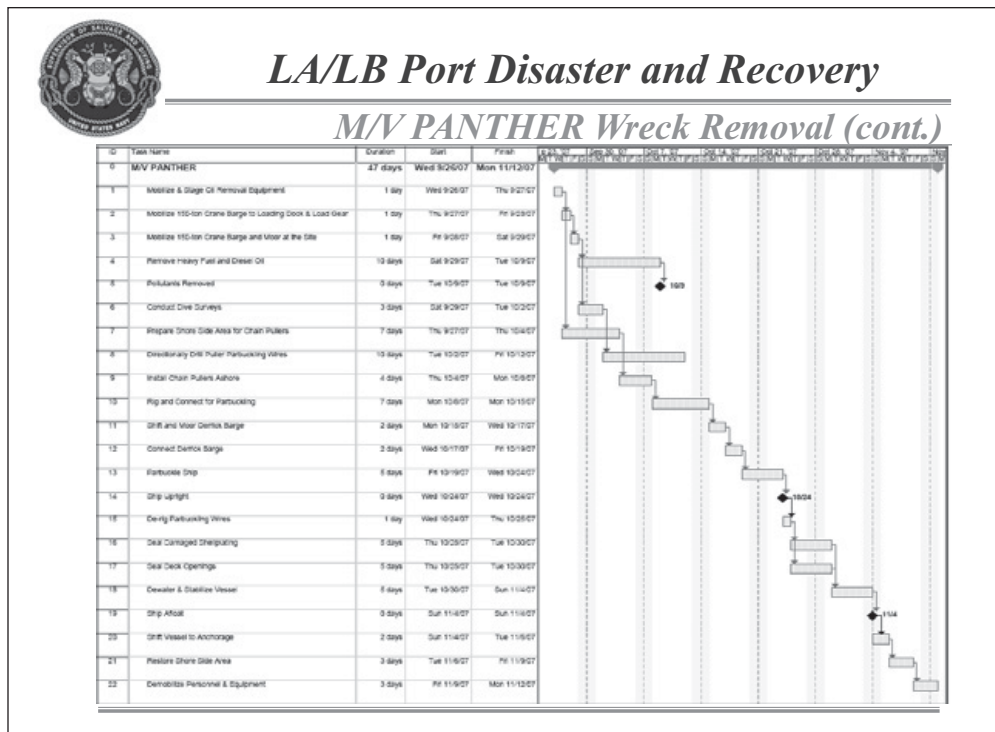 SUPERVISOR OF SALVAGE AND DIVING
UNITED STATES NAVY
LA/LB Port Disaster and Recovery
M/V PANTHER Wreck Removal (cont.)
ID Task Name Duration Start Finish
0 M/V PANTHER 47 days Wed 9/26/07 Mon 11/12/07
1 Mobilize & Stage Oil Removal Equipment 1 day Wed 9/26/07 Thu 9/27/07
2 Mobilize 150-ton Crane Barge to Loading Dock & Load Gear 1 day Thu 9/27/07 Fri 9/28/07
3 Mobilize 150-ton Crane Barge and Moor at the Site 1 day Fri 9/28/07 Sat 9/29/07
4 Remove Heavy Fuel and Diesel Oil 10 days Sat 9/29/07 Tue 10/9/07
5 Pollutants Removed 0 days Tue 10/9/07 Tue 10/9/07
10/9
6 Conduct Dive Surveys 3 days Sat 9/29/07 Tue 10/2/07
7 Prepare Shore Side Area for Chain Pullers 7 days Thu 9/27/07 Thu 10/4/07
8 Directionally Drill Puller Parbuckling Wires 10 days Tue 10/2/07 Fri 10/12/07
9 Install Chain Pullers Ashore 4 days Thu 10/4/07 Mon 10/8/07
10 Rig and Connect for Parbuckling 7 days Mon 10/8/07 Mon 10/15/07
11 Shift and Moor Derrick Barge 2 days Mon 10/15/07 Wed 10/17/07
12 Connect Derrick Barge 2 days Wed 10/17/07 Fri 10/19/07
13 Parbuckle Ship 5 days Fri 10/19/07 Wed 10/24/07
14 Ship Upright 0 days Wed 10/24/07 Wed 10/24/07
10/24
15 De-rig Parbuckling Wires 1 day Wed 10/24/07 Thu 10/25/07
16 Seal Damaged Shellplating 5 days Thu 10/25/07 Tue 10/30/07
17 Seal Deck Openings 5 days Thu 10/25/07 Tue 10/30/07
18 Dewater & Stabilize Vessel 5 days Tue 10/30/07 Sun 11/4/07
19 Ship Afloat 0 days Sun 11/4/07 Sun 11/4/07
11/4
20 Shift Vessel to Anchorage 2 days Sun 11/4/07 Tue 11/6/07
21 Restore Shore Side Area 3 days Tue 11/6/07 Fri 11/9/07
22 Demobilize Personnel & Equipment 3 days Fri 11/9/07 Mon 11/12/07